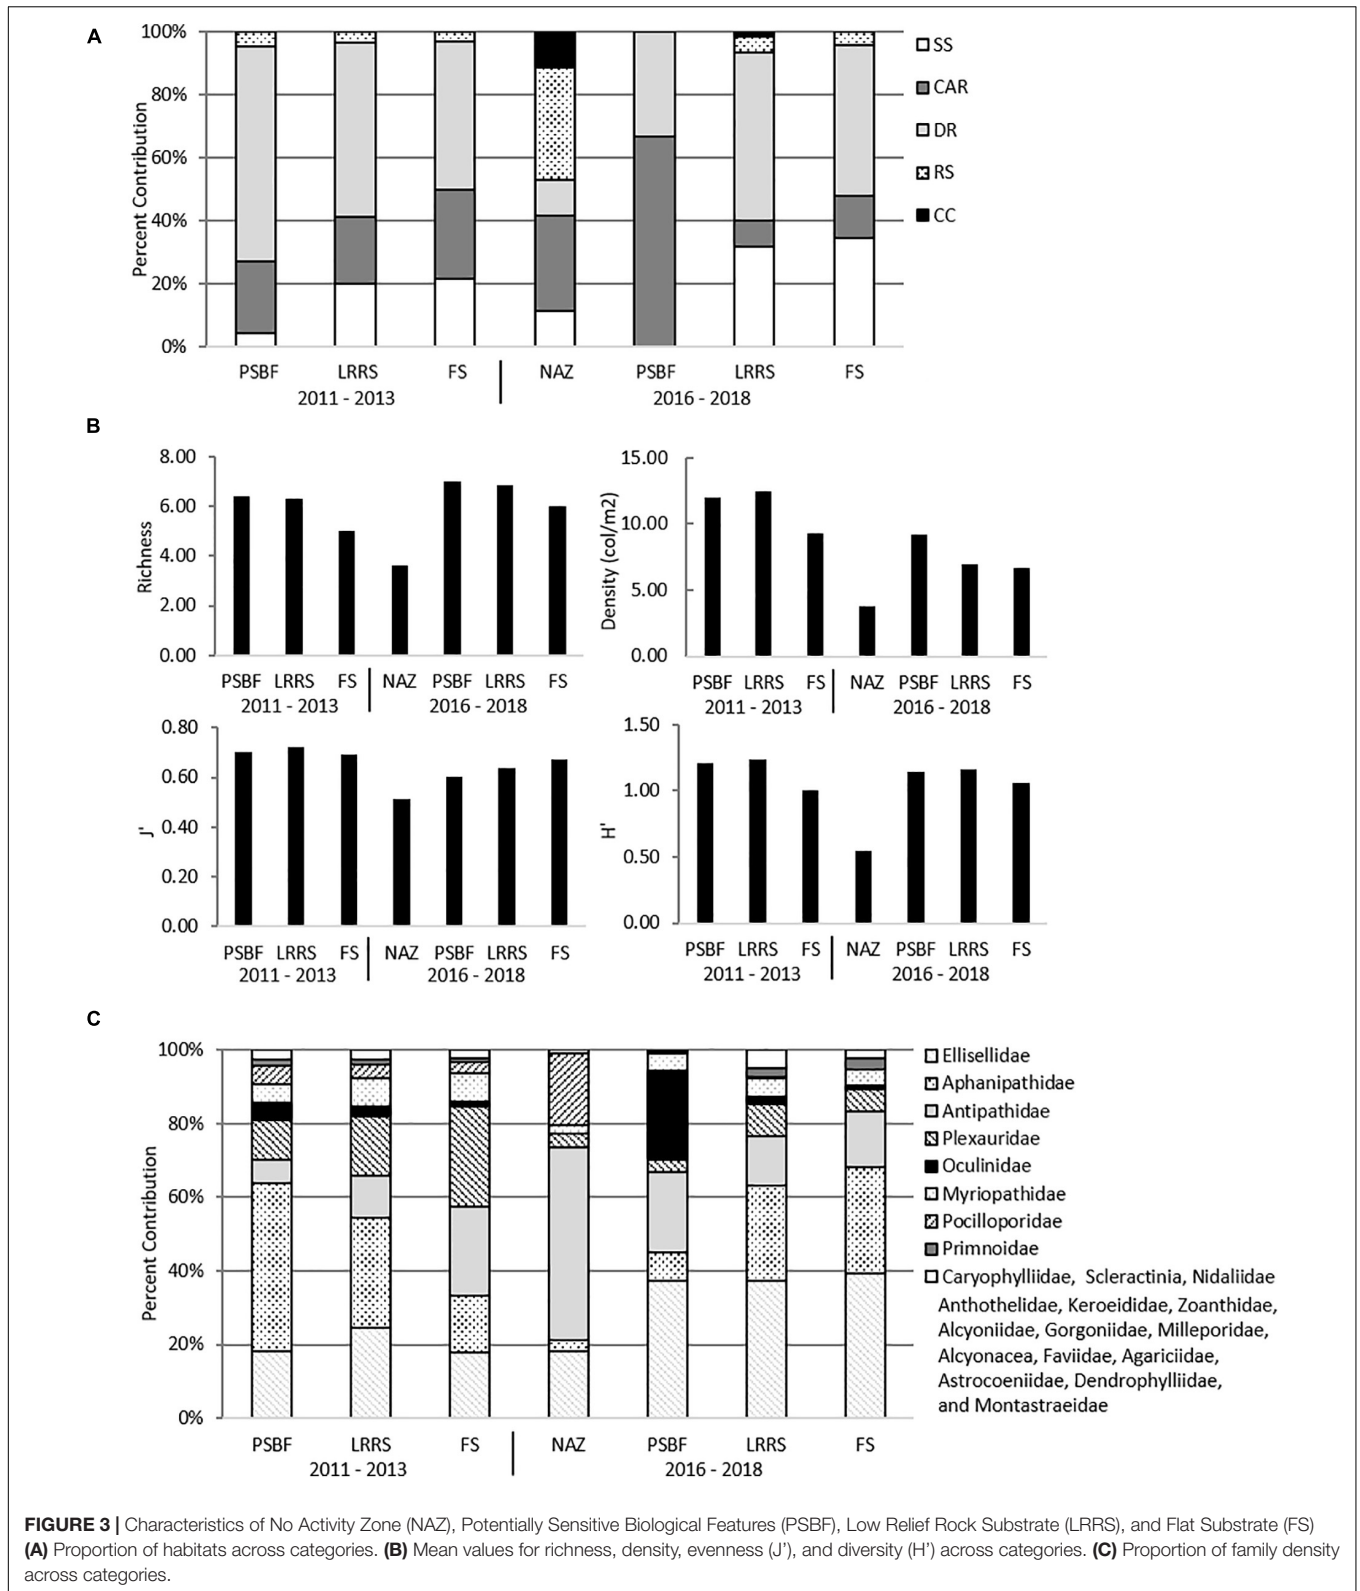 A
100%
80%
60%
40%
20%
0%
Percent Contribution
SS
CAR
DR
RS
CC
PSBF LRRS FS NAZ PSBF LRRS FS
2011 - 2013 2016 - 2018
B
8.00
6.00
4.00
2.00
0.00
Richness
PSBF LRRS FS NAZ PSBF LRRS FS
2011 - 2013 2016 - 2018
15.00
10.00
5.00
0.00
Density (col/m2)
PSBF LRRS FS NAZ PSBF LRRS FS
2011 - 2013 2016 - 2018
0.80
0.60
0.40
0.20
0.00
J'
PSBF LRRS FS NAZ PSBF LRRS FS
2011 - 2013 2016 - 2018
1.50
1.00
0.50
0.00
H'
PSBF LRRS FS NAZ PSBF LRRS FS
2011 - 2013 2016 - 2018
C
100%
80%
60%
40%
20%
0%
Percent Contribution
Ellisellidae
Aphanipathidae
Antipathidae
Plexauridae
Oculinidae
Myriopathidae
Pocilloporidae
Primnoidae
Caryophylliidae, Scleractinia, Nidaliidae
Anthothelidae, Keroeididae, Zoanthidae,
Alcyoniidae, Gorgoniidae, Milleporidae,
Alcyonacea, Faviidae, Agariciidae,
Astrocoeniidae, Dendrophylliidae,
and Montastraeidae
PSBF LRRS FS NAZ PSBF LRRS FS
2011 - 2013 2016 - 2018
FIGURE 3 | Characteristics of No Activity Zone (NAZ), Potentially Sensitive Biological Features (PSBF), Low Relief Rock Substrate (LRRS), and Flat Substrate (FS)
(A) Proportion of habitats across categories. (B) Mean values for richness, density, evenness (J'), and diversity (H') across categories. (C) Proportion of family density
across categories.